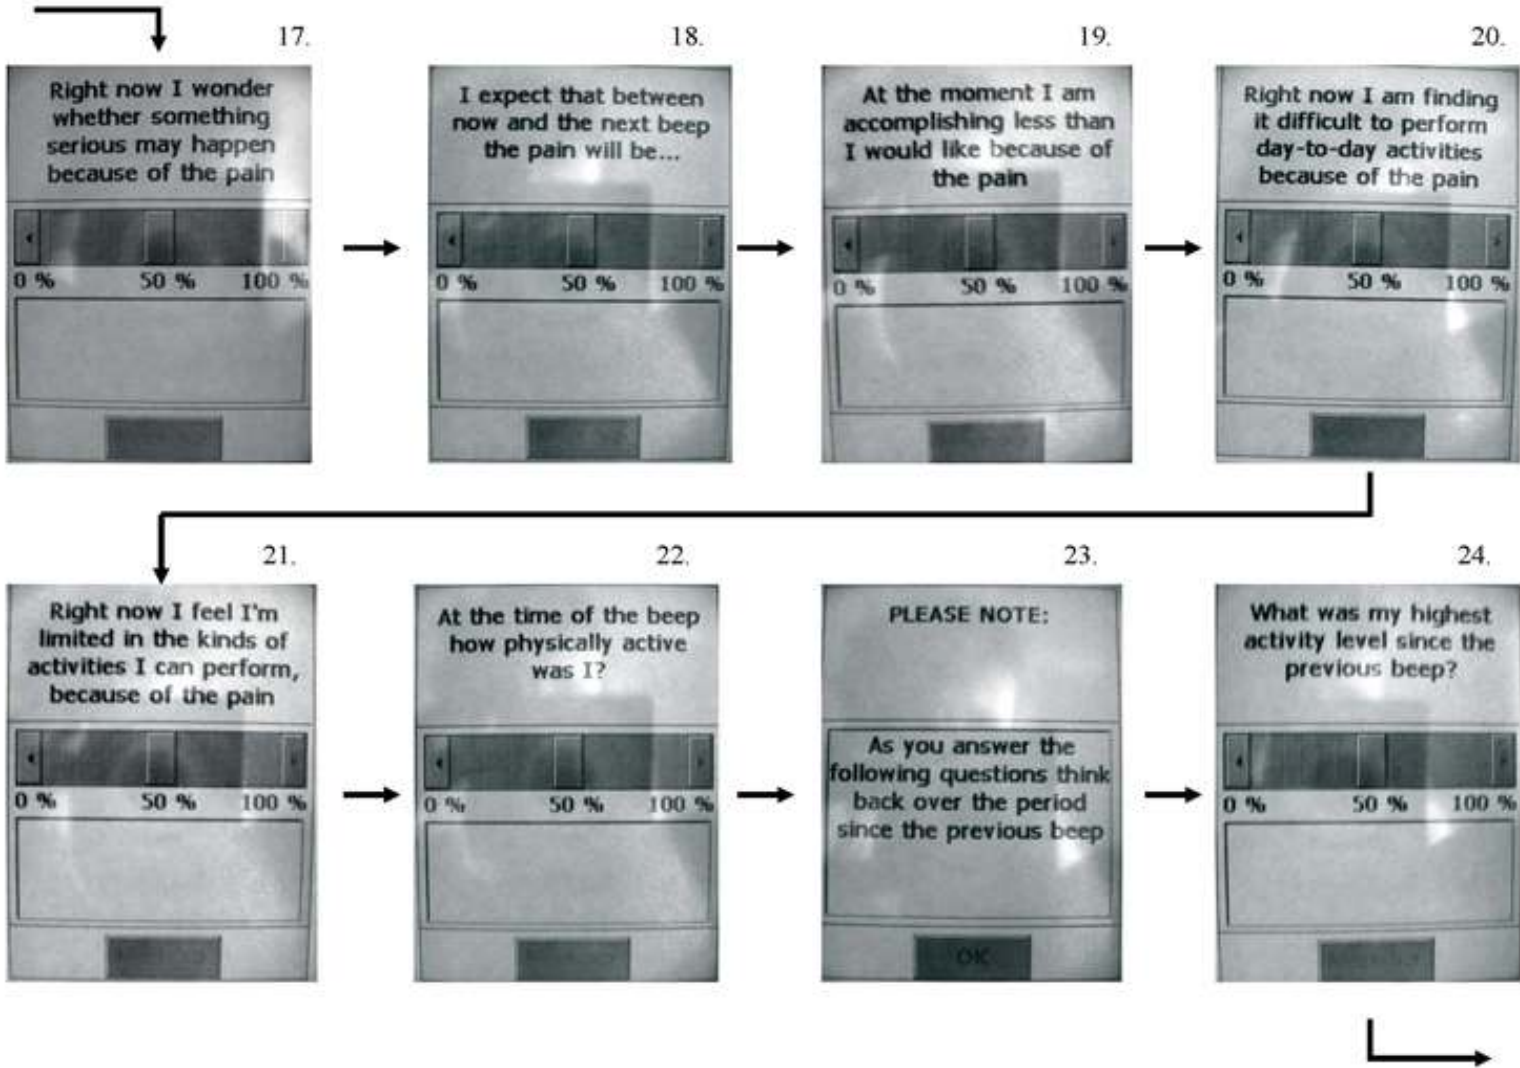 17.
Right now I wonder
whether something
serious may happen
because of the pain
0 %
50 %
100 %
18.
I expect that between
now and the next beep
the pain will be...
0 %
50 %
100 %
19.
At the moment I am
accomplishing less than
I would like because of
the pain
0 %
50 %
100 %
20.
Right now I am finding
it difficult to perform
day-to-day activities
because of the pain
0 %
50 %
100 %
21.
Right now I feel I'm
limited in the kinds of
activities I can perform,
because of the pain
0 %
50 %
100 %
22.
At the time of the beep
how physically active
was I?
0 %
50 %
100 %
23.
PLEASE NOTE:
As you answer the
following questions think
back over the period
since the previous beep
OK
24.
What was my highest
activity level since the
previous beep?
0 %
50 %
100 %